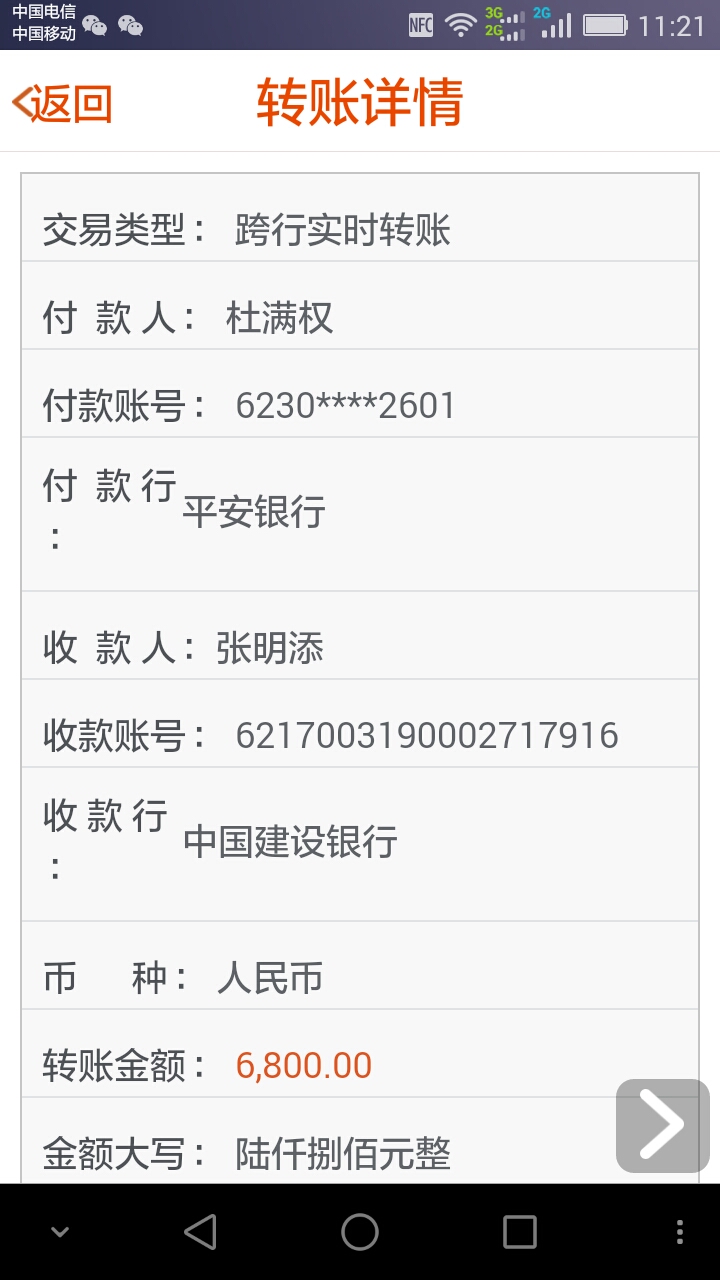 中国电信
中国移动
NFC 3G 2G 2G 11:21
返回 转账详情
交易类型： 跨行实时转账
付 款 人： 杜满权
付款账号： 6230****2601
付 款 行
： 平安银行
收 款 人： 张明添
收款账号： 6217003190002717916
收 款 行
： 中国建设银行
币 种： 人民币
转账金额： 6,800.00
金额大写： 陆仟捌佰元整